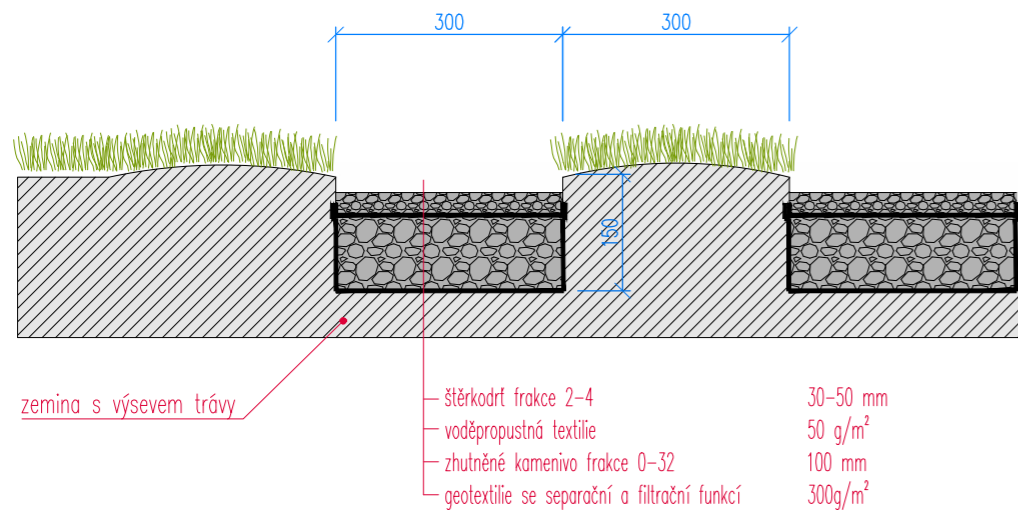 300 300
150
zemina s výsevem trávy
štěrkodrť frakce 2-4 30-50 mm
voděpropustná textilie 50 g/m²
zhutněné kamenivo frakce 0-32 100 mm
geotextilie se separační a filtrační funkcí 300g/m²